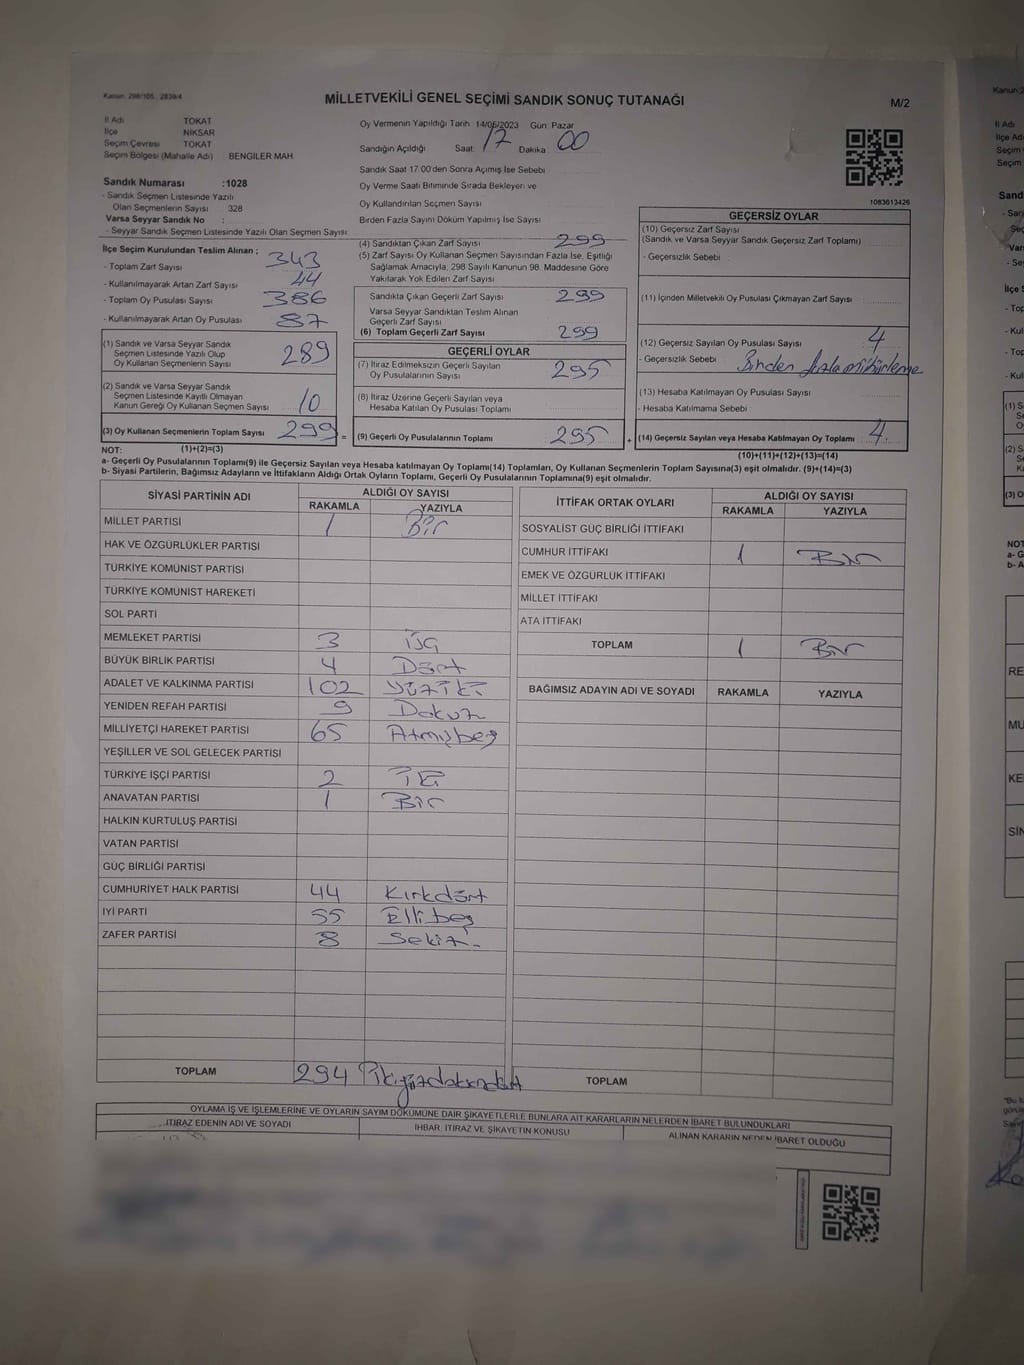 Kanun: 298/105 , 2839/4
MİLLETVEKİLİ GENEL SEÇİMİ SANDIK SONUÇ TUTANAĞI
M/2
İl Adı TOKAT
İlçe NİKSAR
Seçim Çevresi TOKAT
Seçim Bölgesi (Mahalle Adı) BENGİLER MAH
Sandık Numarası :1028
- Sandık Seçmen Listesinde Yazılı
Olan Seçmenlerin Sayısı 328
Varsa Seyyar Sandık No :
- Seyyar Sandık Seçmen Listesinde Yazılı Olan Seçmen Sayısı
Oy Vermenin Yapıldığı Tarih 14/05/2023 Gün: Pazar
Sandığın Açıldığı Saat: 17 Dakika 00
Sandık Saat 17:00'den Sonra Açılmış İse Sebebi
Oy Verme Saati Bitiminde Sırada Bekleyen ve
Oy Kullandırılan Seçmen Sayısı
Birden Fazla Sayım Döküm Yapılmış İse Sayısı
1083613426
İlçe Seçim Kurulundan Teslim Alınan ;
- Toplam Zarf Sayısı 343
- Kullanılmayarak Artan Zarf Sayısı 44
- Toplam Oy Pusulası Sayısı 386
- Kullanılmayarak Artan Oy Pusulası 87
(1) Sandık ve Varsa Seyyar Sandık
Seçmen Listesinde Yazılı Olup
Oy Kullanan Seçmenlerin Sayısı 289
(2) Sandık ve Varsa Seyyar Sandık
Seçmen Listesinde Kayıtlı Olmayan
Kanun Gereği Oy Kullanan Seçmen Sayısı 10
(3) Oy Kullanan Seçmenlerin Toplam Sayısı 299 =
(4) Sandıktan Çıkan Zarf Sayısı 299
(5) Zarf Sayısı Oy Kullanan Seçmen Sayısından Fazla İse, Eşitliği
Sağlamak Amacıyla, 298 Sayılı Kanunun 98. Maddesine Göre
Yakılarak Yok Edilen Zarf Sayısı
Sandıkta Çıkan Geçerli Zarf Sayısı 299
Varsa Seyyar Sandıktan Teslim Alınan
Geçerli Zarf Sayısı
(6) Toplam Geçerli Zarf Sayısı 299
GEÇERLİ OYLAR
(7) İtiraz Edilmeksizin Geçerli Sayılan
Oy Pusulalarının Sayısı 295
(8) İtiraz Üzerine Geçerli Sayılan veya
Hesaba Katılan Oy Pusulası Toplamı
(9) Geçerli Oy Pusulalarının Toplamı 295 +
GEÇERSİZ OYLAR
(10) Geçersiz Zarf Sayısı
(Sandık ve Varsa Seyyar Sandık Geçersiz Zarf Toplamı)
- Geçersizlik Sebebi
(11) İçinden Milletvekili Oy Pusulası Çıkmayan Zarf Sayısı
(12) Geçersiz Sayılan Oy Pusulası Sayısı 4
- Geçersizlik Sebebi : Birden fazla mühürleme
(13) Hesaba Katılmayan Oy Pusulası Sayısı
- Hesaba Katılmama Sebebi
(14) Geçersiz Sayılan veya Hesaba Katılmayan Oy Toplamı 4
NOT: (1)+(2)=(3)
(10)+(11)+(12)+(13)=(14)
a- Geçerli Oy Pusulalarının Toplamı(9) ile Geçersiz Sayılan veya Hesaba katılmayan Oy Toplamı(14) Toplamları, Oy Kullanan Seçmenlerin Toplam Sayısına(3) eşit olmalıdır. (9)+(14)=(3)
b- Siyasi Partilerin, Bağımsız Adayların ve İttifakların Aldığı Ortak Oyların Toplamı, Geçerli Oy Pusulalarının Toplamına(9) eşit olmalıdır.
SİYASİ PARTİNİN ADI ALDIĞI OY SAYISI
RAKAMLA YAZIYLA
MİLLET PARTİSİ 1 Bir
HAK VE ÖZGÜRLÜKLER PARTİSİ
TÜRKİYE KOMÜNİST PARTİSİ
TÜRKİYE KOMÜNİST HAREKETİ
SOL PARTİ
MEMLEKET PARTİSİ 3 üç
BÜYÜK BİRLİK PARTİSİ 4 Dört
ADALET VE KALKINMA PARTİSİ 102 Yüziki
YENİDEN REFAH PARTİSİ 9 Dokuz
MİLLİYETÇİ HAREKET PARTİSİ 65 Atmışbeş
YEŞİLLER VE SOL GELECEK PARTİSİ
TÜRKİYE İŞÇİ PARTİSİ 2 İki
ANAVATAN PARTİSİ 1 Bir
HALKIN KURTULUŞ PARTİSİ
VATAN PARTİSİ
GÜÇ BİRLİĞİ PARTİSİ
CUMHURİYET HALK PARTİSİ 44 Kırkdört
İYİ PARTİ 55 Ellibeş
ZAFER PARTİSİ 8 Sekiz
TOPLAM 294 İkiyüzdoksandört
İTTİFAK ORTAK OYLARI ALDIĞI OY SAYISI
RAKAMLA YAZIYLA
SOSYALİST GÜÇ BİRLİĞİ İTTİFAKI
CUMHUR İTTİFAKI 1 Bir
EMEK VE ÖZGÜRLÜK İTTİFAKI
MİLLET İTTİFAKI
ATA İTTİFAKI
TOPLAM 1 Bir
BAĞIMSIZ ADAYIN ADI VE SOYADI RAKAMLA YAZIYLA
TOPLAM
OYLAMA İŞ VE İŞLEMLERİNE VE OYLARIN SAYIM DÖKÜMÜNE DAİR ŞİKAYETLERLE BUNLARA AİT KARARLARIN NELERDEN İBARET BULUNDUKLARI
İTİRAZ EDENİN ADI VE SOYADI İHBAR, İTİRAZ VE ŞİKAYETİN KONUSU ALINAN KARARIN NEDEN İBARET OLDUĞU